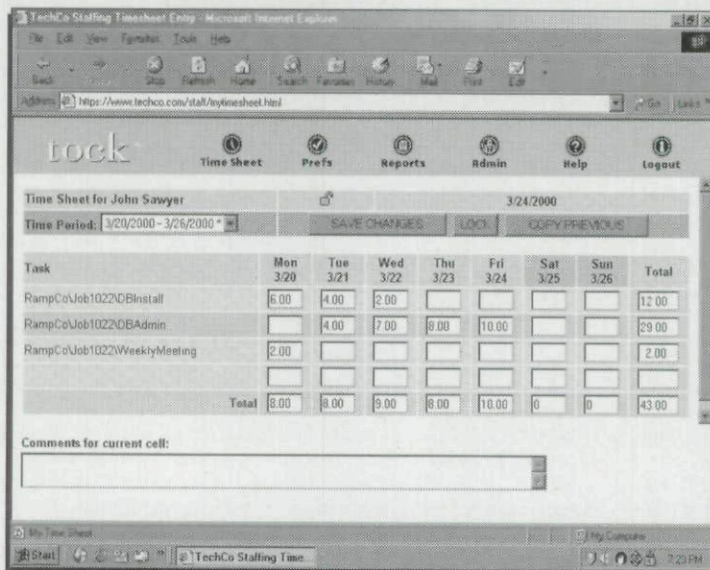 TechCo Staffing Timesheet Entry - Microsoft Internet Explorer
File Edit View Favorites Tools Help
Back Stop Refresh Home Search Favorites History Mail Print Edit
Address https://www.techco.com/staff/mytimesheet.html Go Links »
tock
Time Sheet Prefs Reports Admin Help Logout
Time Sheet for John Sawyer 3/24/2000
Time Period: 3/20/2000 - 3/26/2000 * SAVE CHANGES LOCK COPY PREVIOUS
Task Mon 3/20 Tue 3/21 Wed 3/22 Thu 3/23 Fri 3/24 Sat 3/25 Sun 3/26 Total
RampCo\Job1022\DBInstall 6.00 4.00 2.00 12.00
RampCo\Job1022\DBAdmin 4.00 7.00 8.00 10.00 29.00
RampCo\Job1022\WeeklyMeeting 2.00 2.00
Total 8.00 8.00 9.00 8.00 10.00 0 0 43.00
Comments for current cell:
My Time Sheet My Computer
Start » TechCo Staffing Time... 7:23 PM